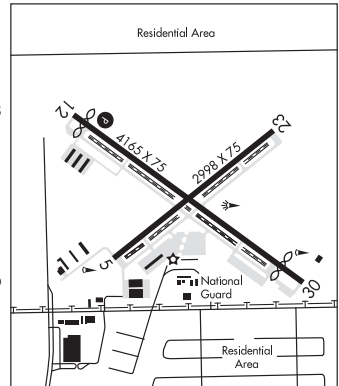 Residential Area
12
P
23
4165 X 75
2998 X 75
5
30
National
Guard
Residential
Area